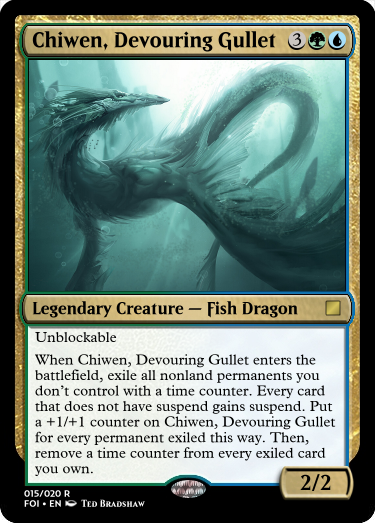 Chiwen, Devouring Gullet 3
Legendary Creature — Fish Dragon
Unblockable
When Chiwen, Devouring Gullet enters the
battlefield, exile all nonland permanents you
don't control with a time counter. Every card
that does not have suspend gains suspend. Put
a +1/+1 counter on Chiwen, Devouring Gullet
for every permanent exiled this way. Then,
remove a time counter from every exiled card
you own.
2/2
015/020 R
FOI • EN Ted Bradshaw